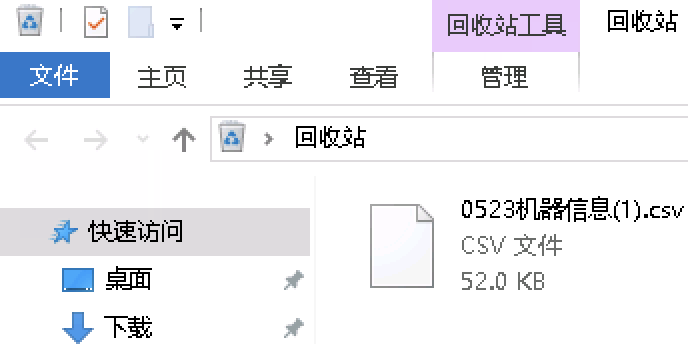 回收站工具 回收站
文件 主页 共享 查看 管理
回收站
快速访问
桌面
下载
0523机器信息(1).csv
CSV 文件
52.0 KB